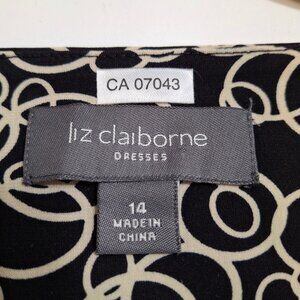 CA 07043
liz claiborne
DRESSES
14
MADE IN
CHINA